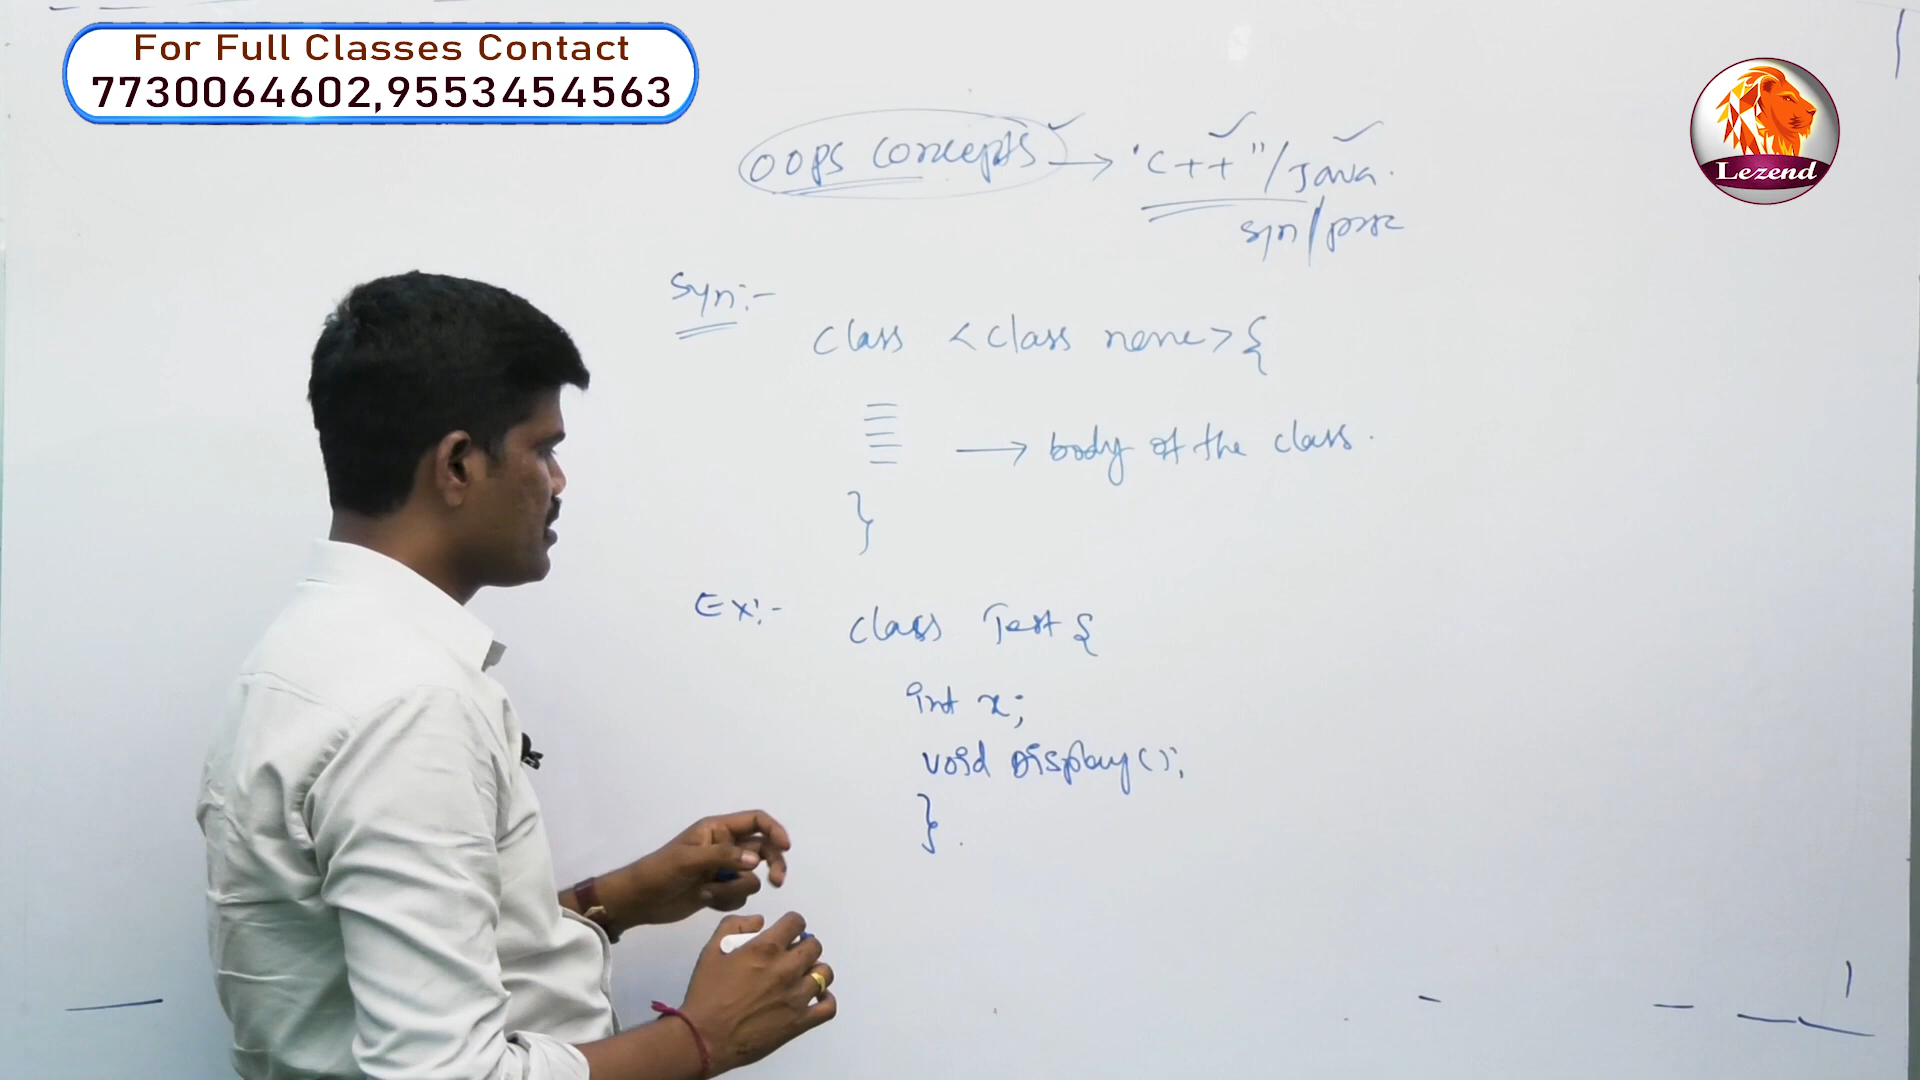 For Full Classes Contact
7730064602,9553454563
Lezend
OOPS Concepts → "C++"/Java.
syn/
Syn:-
class <class name>{
→ body of the class.
}
Ex:- class Test{
int x;
void Display();
}.